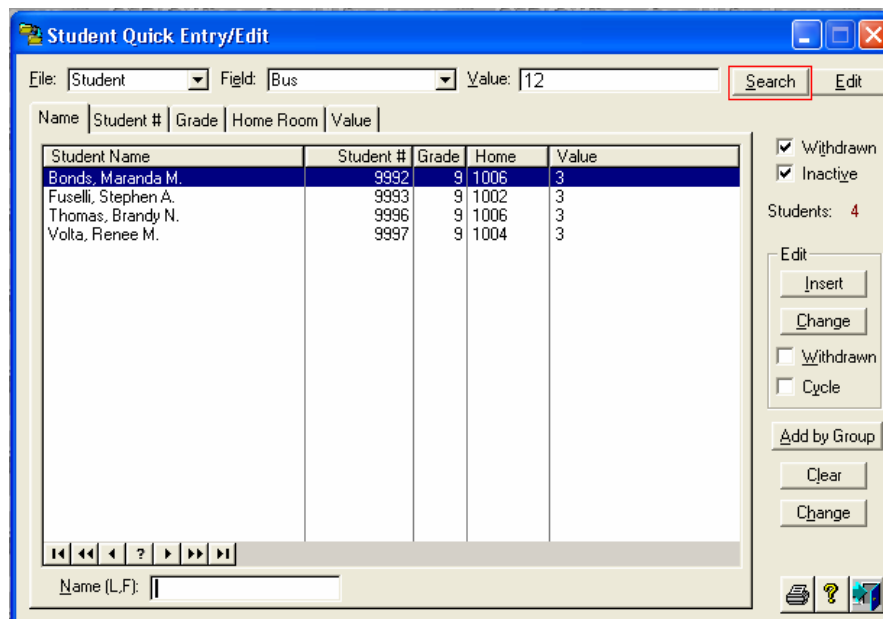 Student Quick Entry/Edit
File: Student Field: Bus Value: 12 Search Edit
Name Student # Grade Home Room Value
Student Name Student # Grade Home Value
Bonds, Maranda M. 9992 9 1006 3
Fuselli, Stephen A. 9993 9 1002 3
Thomas, Brandy N. 9996 9 1006 3
Volta, Renee M. 9997 9 1004 3
Withdrawn
Inactive
Students: 4
Edit
Insert
Change
Withdrawn
Cycle
Add by Group
Clear
Change
?
Name (L,F):
?